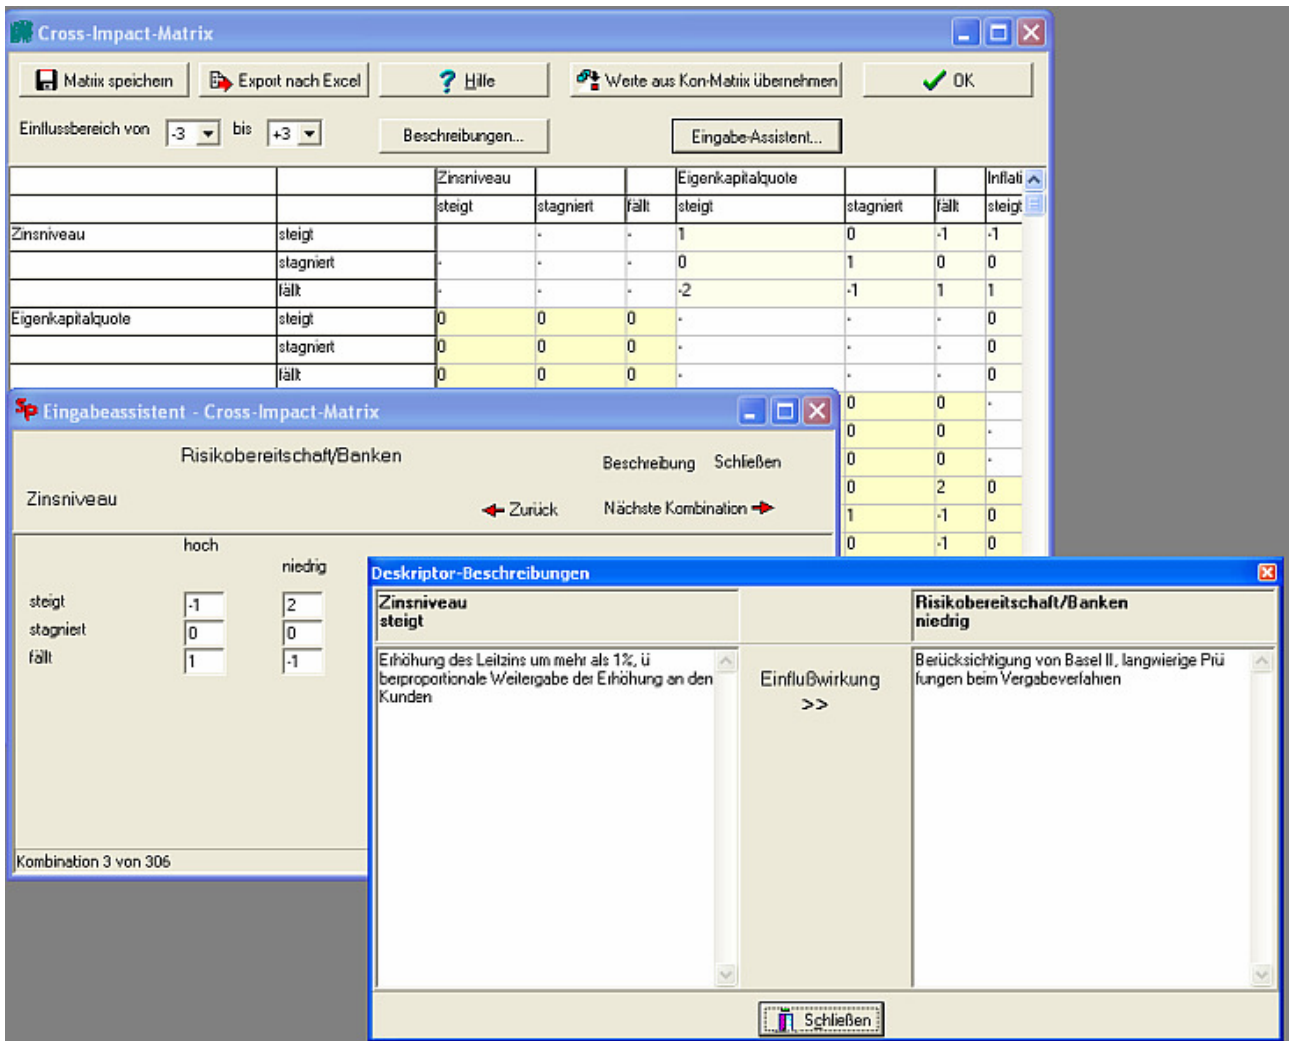 Cross-Impact-Matrix
Matrix speichern Export nach Excel ? Hilfe Werte aus Kon-Matrix übernehmen OK
Einflussbereich von -3 bis +3 Beschreibungen... Eingabe-Assistent...
Zinsniveau Eigenkapitalquote Inflati
steigt stagniert fällt steigt stagniert fällt steigt
Zinsniveau steigt - - 1 0 -1 -1
stagniert - - - 0 1 0 0
fällt - - - -2 -1 1 1
Eigenkapitalquote steigt 0 0 0 - - - 0
stagniert 0 0 0 - - - 0
fällt 0 0 0 - - - 0
0 0 -
0 0 -
0 0 -
0 2 0
1 -1 0
0 -1 0
Eingabeassistent - Cross-Impact-Matrix
Risikobereitschaft/Banken
Beschreibung Schließen
Zinsniveau
Zurück Nächste Kombination
hoch
niedrig
steigt -1 2
stagniert 0 0
fällt 1 -1
Kombination 3 von 306
Deskriptor-Beschreibungen
Zinsniveau
steigt
Erhöhung des Leitzins um mehr als 1%, ü
berproportionale Weitergabe der Erhöhung an den
Kunden
Einflußwirkung
>>
Risikobereitschaft/Banken
niedrig
Berücksichtigung von Basel II, langwierige Prü
fungen beim Vergabeverfahren
Schließen